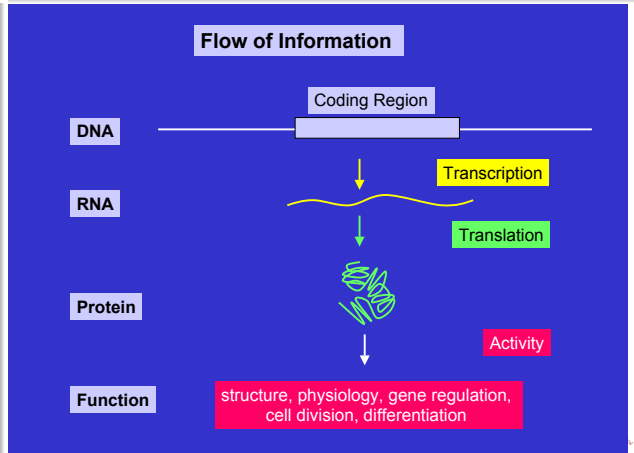 Flow of Information
Coding Region
DNA
Transcription
RNA
Translation
Protein
Activity
Function
structure, physiology, gene regulation,
cell division, differentiation